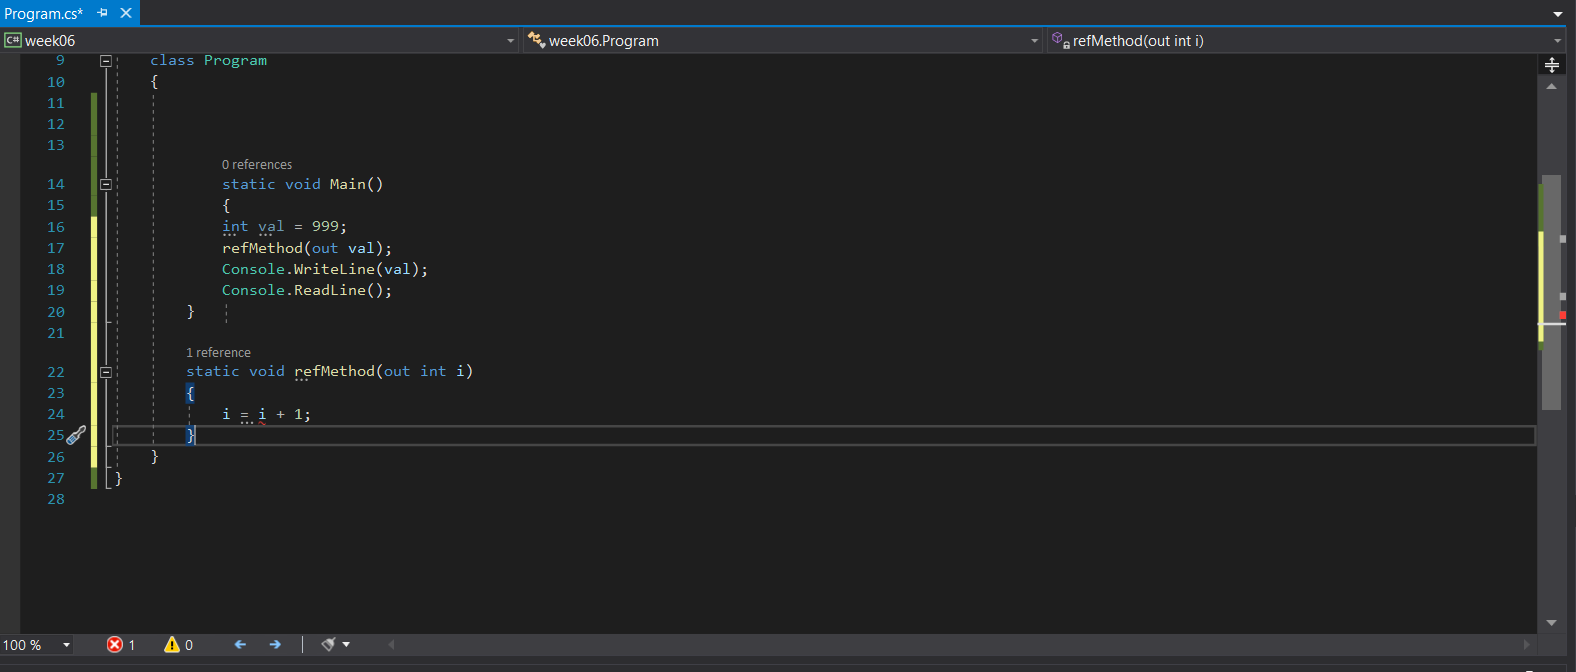 Program.cs*
C# week06 week06.Program refMethod(out int i)
9 class Program
10 {
11
12
13
0 references
14 static void Main()
15 {
16 int val = 999;
17 refMethod(out val);
18 Console.WriteLine(val);
19 Console.ReadLine();
20 }
21
1 reference
22 static void refMethod(out int i)
23 {
24 i = i + 1;
25 }
26 }
27 }
28
100 % 1 0